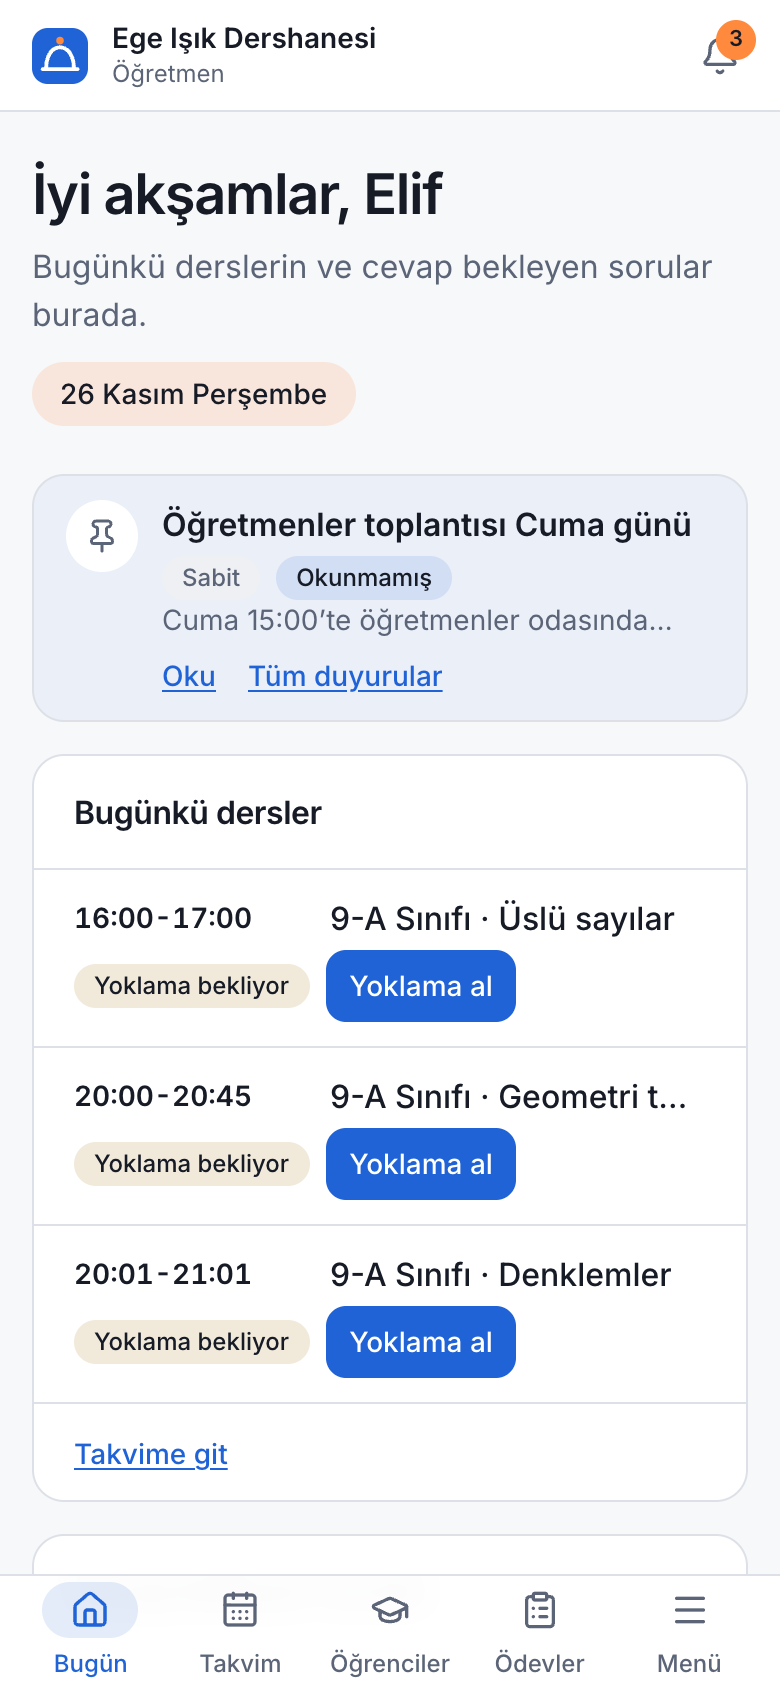 Ege Işık Dershanesi
Öğretmen
3
İyi akşamlar, Elif
Bugünkü derslerin ve cevap bekleyen sorular
burada.
26 Kasım Perşembe
Öğretmenler toplantısı Cuma günü
Sabit Okunmamış
Cuma 15:00’te öğretmenler odasında...
Oku Tüm duyurular
Bugünkü dersler
16:00-17:00 9-A Sınıfı · Üslü sayılar
Yoklama bekliyor Yoklama al
20:00-20:45 9-A Sınıfı · Geometri t...
Yoklama bekliyor Yoklama al
20:01-21:01 9-A Sınıfı · Denklemler
Yoklama bekliyor Yoklama al
Takvime git
Bugün Takvim Öğrenciler Ödevler Menü